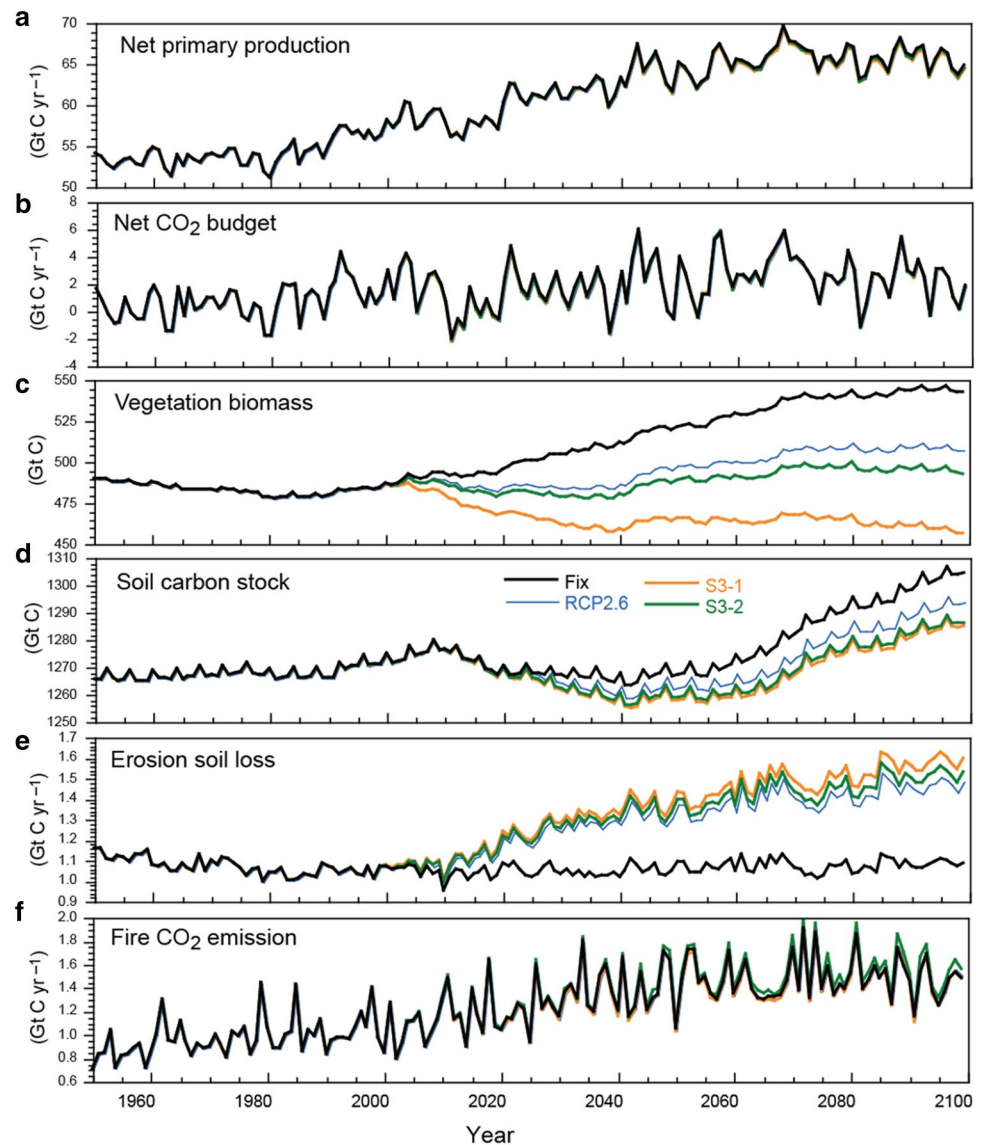 a
70
65
60
55
50
(Gt C yr −1)
Net primary production
b
8
6
4
2
0
-2
-4
(Gt C yr −1)
Net CO2 budget
c
550
525
500
475
450
(Gt C)
Vegetation biomass
d
1310
1300
1290
1280
1270
1260
1250
(Gt C)
Soil carbon stock
Fix
RCP2.6
S3-1
S3-2
e
1.7
1.6
1.5
1.4
1.3
1.2
1.1
1.0
0.9
(Gt C yr −1)
Erosion soil loss
f
2.0
1.8
1.6
1.4
1.2
1.0
0.8
0.6
(Gt C yr −1)
Fire CO2 emission
1960 1980 2000 2020 2040 2060 2080 2100
Year